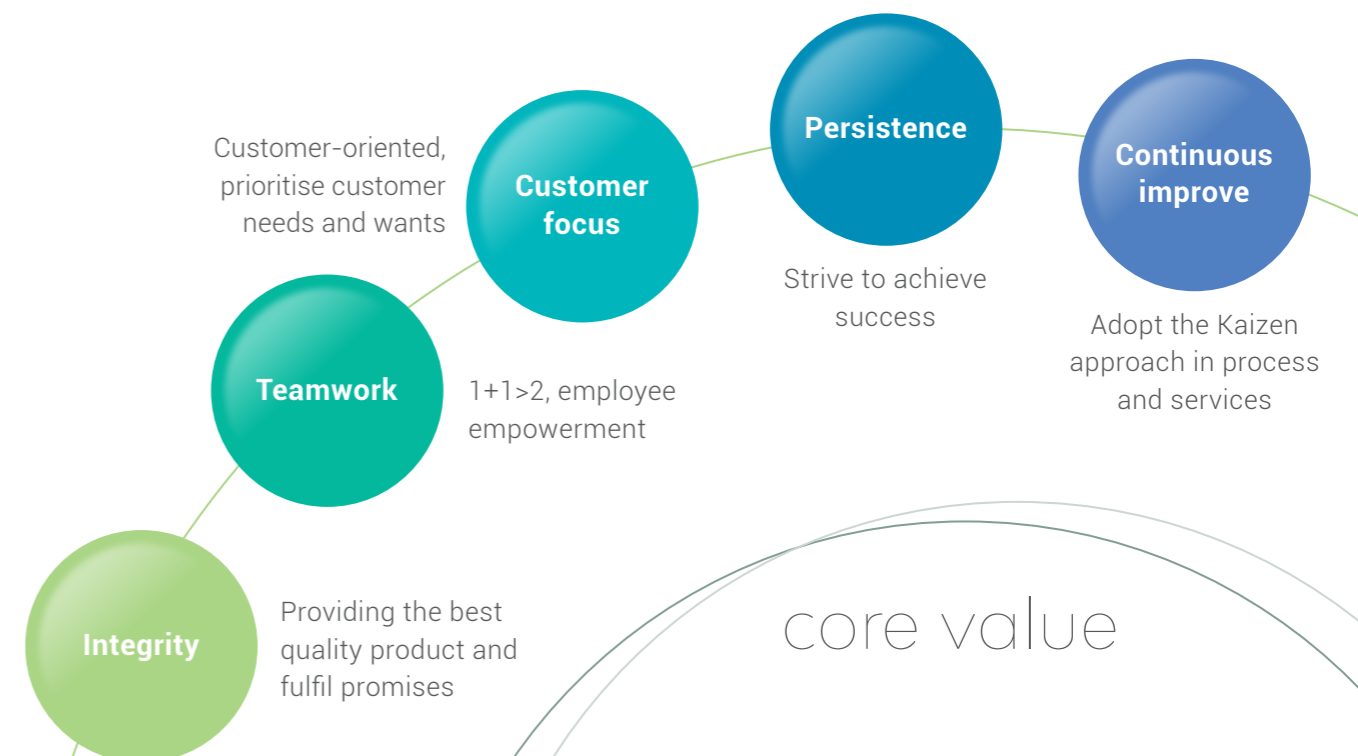 Persistence
Strive to achieve
success
Continuous
improve
Adopt the Kaizen
approach in process
and services
Customer
focus
Customer-oriented,
prioritise customer
needs and wants
Teamwork
1+1>2, employee
empowerment
Integrity
Providing the best
quality product and
fulfil promises
core value